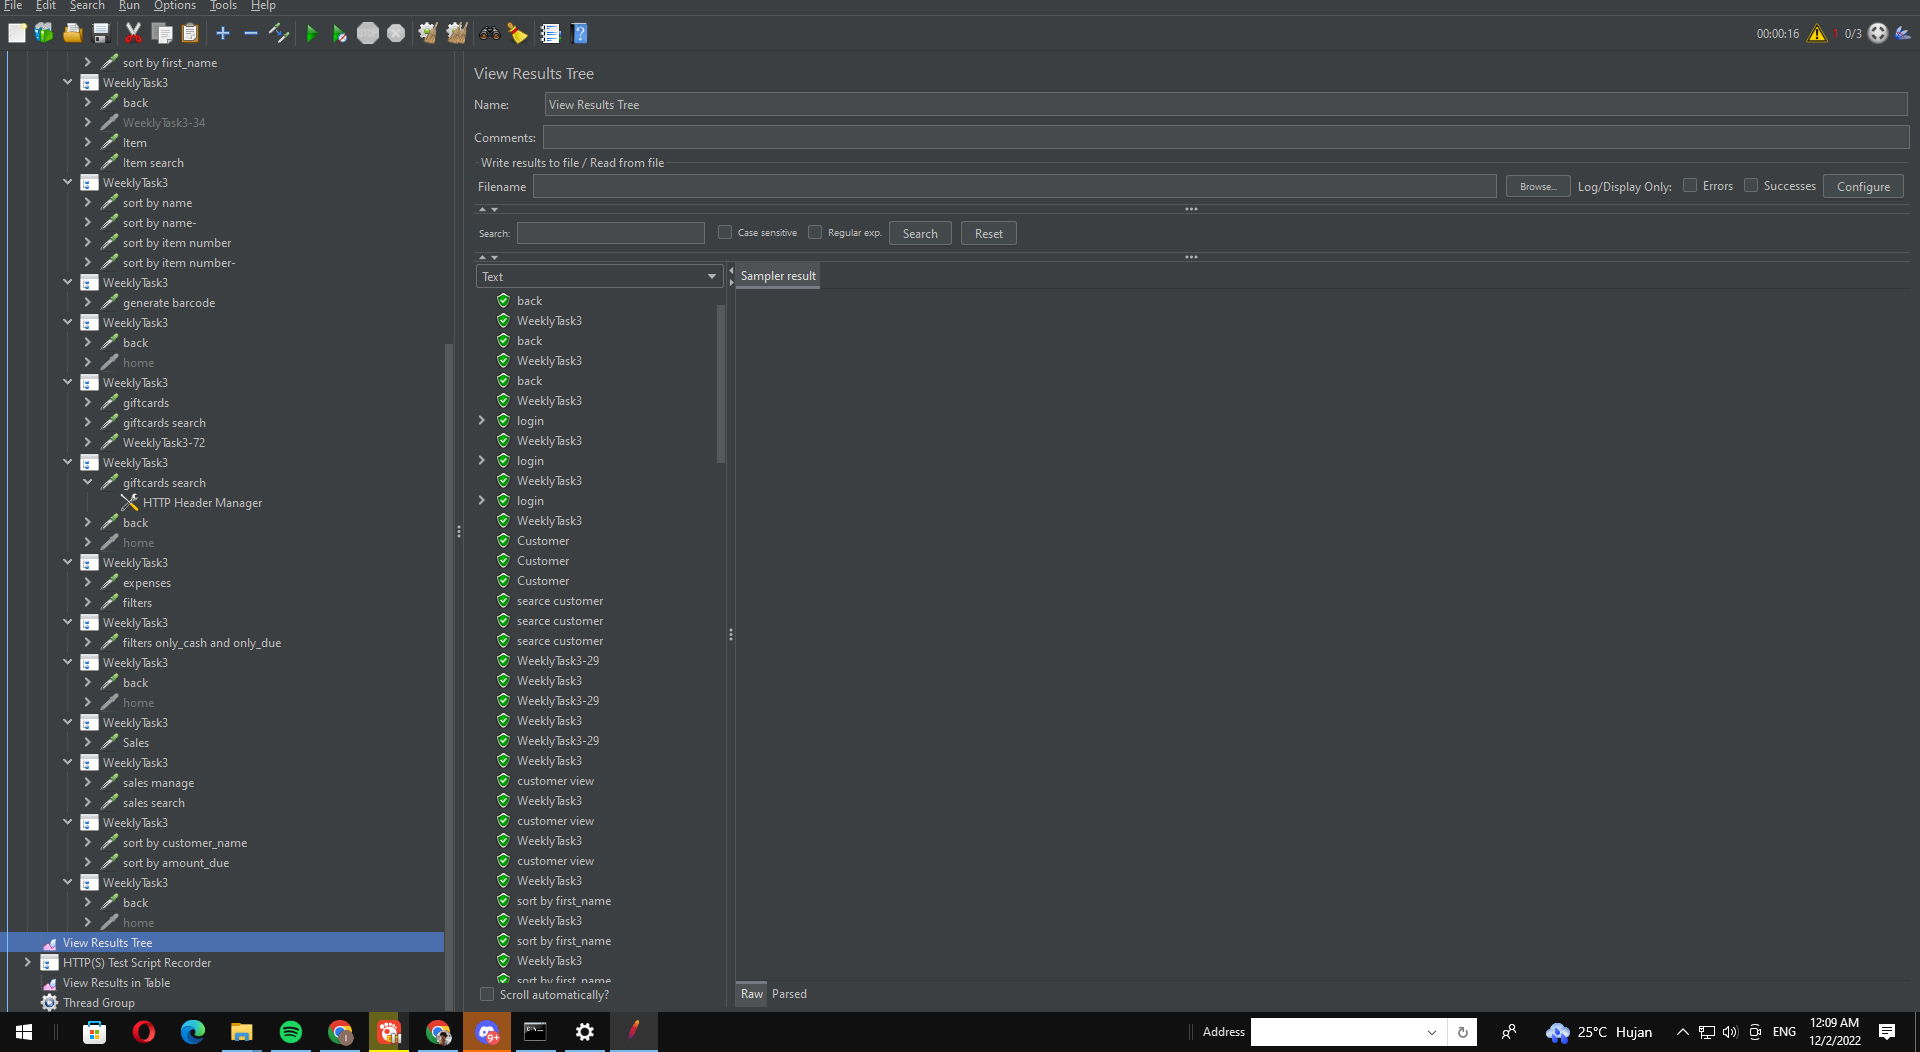 File Edit Search Run Options Tools Help
00:00:16 1 0/3
sort by first_name
WeeklyTask3
back
WeeklyTask3-34
Item
Item search
WeeklyTask3
sort by name
sort by name-
sort by item number
sort by item number-
WeeklyTask3
generate barcode
WeeklyTask3
back
home
WeeklyTask3
giftcards
giftcards search
WeeklyTask3-72
WeeklyTask3
giftcards search
HTTP Header Manager
back
home
WeeklyTask3
expenses
filters
WeeklyTask3
filters only_cash and only_due
WeeklyTask3
back
home
WeeklyTask3
Sales
WeeklyTask3
sales manage
sales search
WeeklyTask3
sort by customer_name
sort by amount_due
WeeklyTask3
back
home
View Results Tree
HTTP(S) Test Script Recorder
View Results in Table
Thread Group
View Results Tree
Name: View Results Tree
Comments:
Write results to file / Read from file
Filename Browse... Log/Display Only: Errors Successes Configure
Search: Case sensitive Regular exp. Search Reset
Text
Sampler result
back
WeeklyTask3
back
WeeklyTask3
back
WeeklyTask3
login
WeeklyTask3
login
WeeklyTask3
login
WeeklyTask3
Customer
Customer
Customer
searce customer
searce customer
searce customer
WeeklyTask3-29
WeeklyTask3
WeeklyTask3-29
WeeklyTask3
WeeklyTask3-29
WeeklyTask3
customer view
WeeklyTask3
customer view
WeeklyTask3
customer view
WeeklyTask3
sort by first_name
WeeklyTask3
sort by first_name
WeeklyTask3
sort by first_name
Scroll automatically?
Raw Parsed
STOP
9+
Address
25°C Hujan
ENG
12:09 AM
12/2/2022